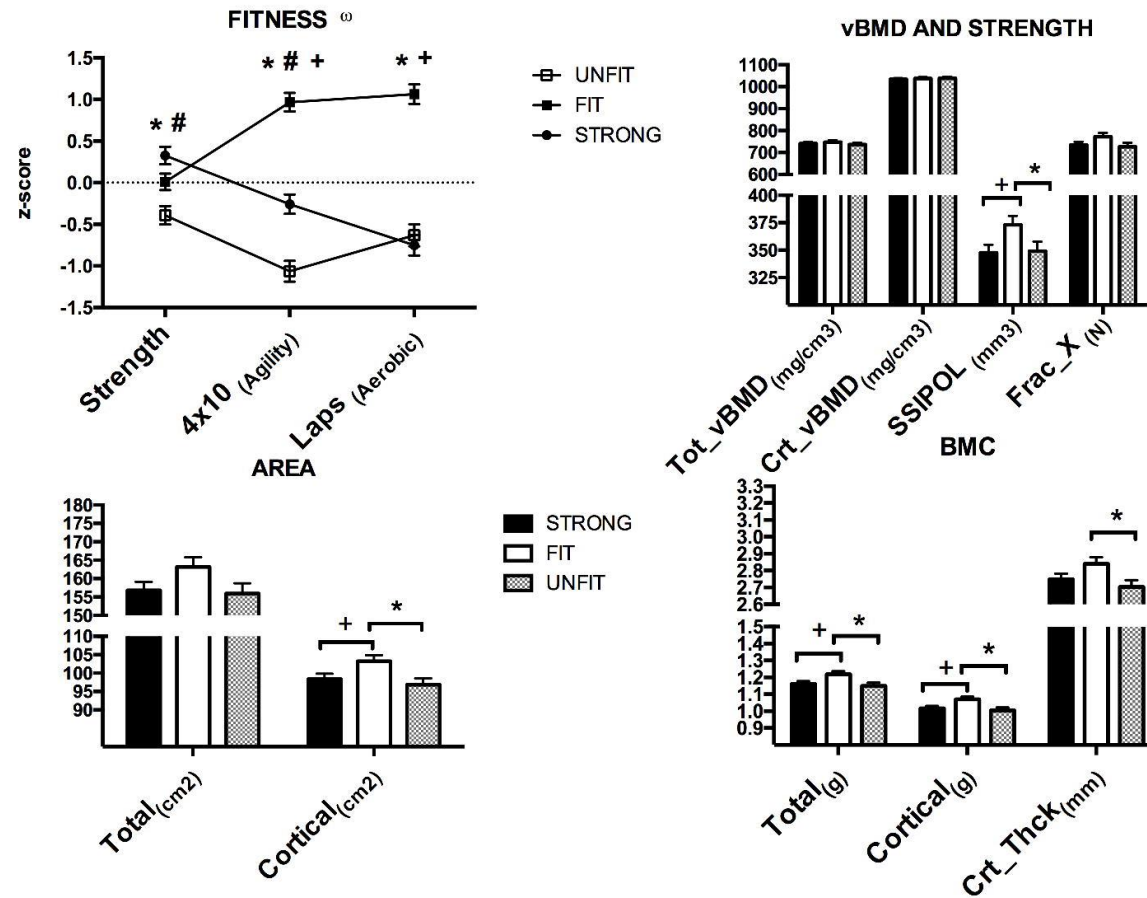 FITNESS ω
* # +
* +
* #
1.5
1.0
0.5
0.0
-0.5
-1.0
-1.5
z-score
Strength
4x10 (Agility)
Laps (Aerobic)
UNFIT
FIT
STRONG
vBMD AND STRENGTH
1100
1000
900
800
700
600
400
375
350
325
+
*
Tot_vBMD(mg/cm3)
Crt_vBMD(mg/cm3)
SSIPOL (mm3)
Frac_X (N)
AREA
180
175
170
165
160
155
150
110
105
100
95
90
+
*
Total(cm2)
Cortical(cm2)
STRONG
FIT
UNFIT
BMC
3.3
3.2
3.1
3.0
2.9
2.8
2.7
2.6
1.5
1.4
1.3
1.2
1.1
1.0
0.9
+
*
+
*
*
Total(g)
Cortical(g)
Crt_Thck(mm)